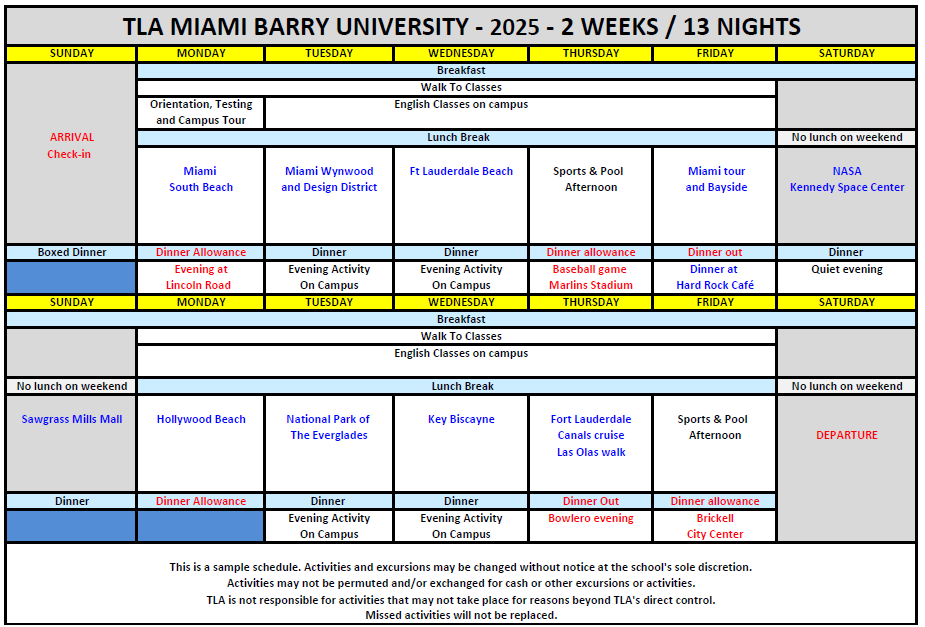 TLA MIAMI BARRY UNIVERSITY - 2025 - 2 WEEKS / 13 NIGHTS
SUNDAY MONDAY TUESDAY WEDNESDAY THURSDAY FRIDAY SATURDAY
Breakfast
Walk To Classes
Orientation, Testing
and Campus Tour
English Classes on campus
ARRIVAL
Check-in
Lunch Break
No lunch on weekend
Miami
South Beach
Miami Wynwood
and Design District
Ft Lauderdale Beach
Sports & Pool
Afternoon
Miami tour
and Bayside
NASA
Kennedy Space Center
Boxed Dinner Dinner Allowance Dinner Dinner Dinner allowance Dinner out Dinner
Evening at
Lincoln Road
Evening Activity
On Campus
Evening Activity
On Campus
Baseball game
Marlins Stadium
Dinner at
Hard Rock Café
Quiet evening
SUNDAY MONDAY TUESDAY WEDNESDAY THURSDAY FRIDAY SATURDAY
Breakfast
Walk To Classes
English Classes on campus
No lunch on weekend Lunch Break No lunch on weekend
Sawgrass Mills Mall
Hollywood Beach
National Park of
The Everglades
Key Biscayne
Fort Lauderdale
Canals cruise
Las Olas walk
Sports & Pool
Afternoon
DEPARTURE
Dinner Dinner Allowance Dinner Dinner Dinner Out Dinner allowance
Evening Activity
On Campus
Evening Activity
On Campus
Bowlero evening
Brickell
City Center
This is a sample schedule. Activities and excursions may be changed without notice at the school's sole discretion.
Activities may not be permuted and/or exchanged for cash or other excursions or activities.
TLA is not responsible for activities that may not take place for reasons beyond TLA's direct control.
Missed activities will not be replaced.